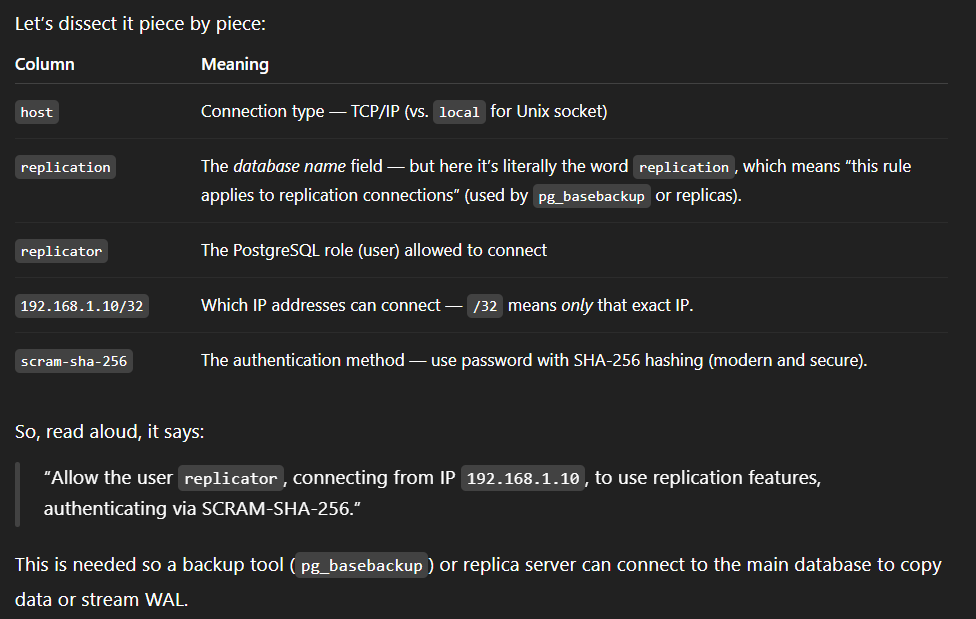 Let's dissect it piece by piece:
Column Meaning
host Connection type — TCP/IP (vs. local for Unix socket)
replication The database name field — but here it's literally the word replication, which means “this rule
applies to replication connections” (used by pg_basebackup or replicas).
replicator The PostgreSQL role (user) allowed to connect
192.168.1.10/32 Which IP addresses can connect — /32 means only that exact IP.
scram-sha-256 The authentication method — use password with SHA-256 hashing (modern and secure).
So, read aloud, it says:
“Allow the user replicator, connecting from IP 192.168.1.10, to use replication features,
authenticating via SCRAM-SHA-256.”
This is needed so a backup tool (pg_basebackup) or replica server can connect to the main database to copy
data or stream WAL.